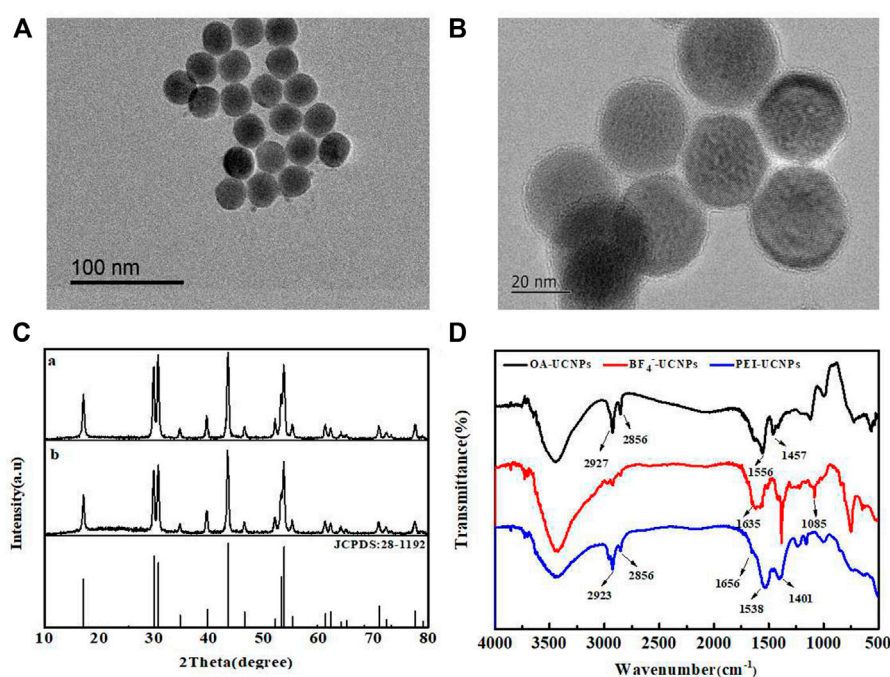 A
100 nm
B
20 nm
C
a
b
JCPDS:28-1192
Intensity(a.u)
10 20 30 40 50 60 70 80
2Theta(degree)
D
OA-UCNPs BF₄⁻-UCNPs PEI-UCNPs
2927
2856
1556
1457
1635
1085
2923
2856
1656
1538
1401
Transmittance(%)
4000 3500 3000 2500 2000 1500 1000 500
Wavenumber(cm⁻¹)